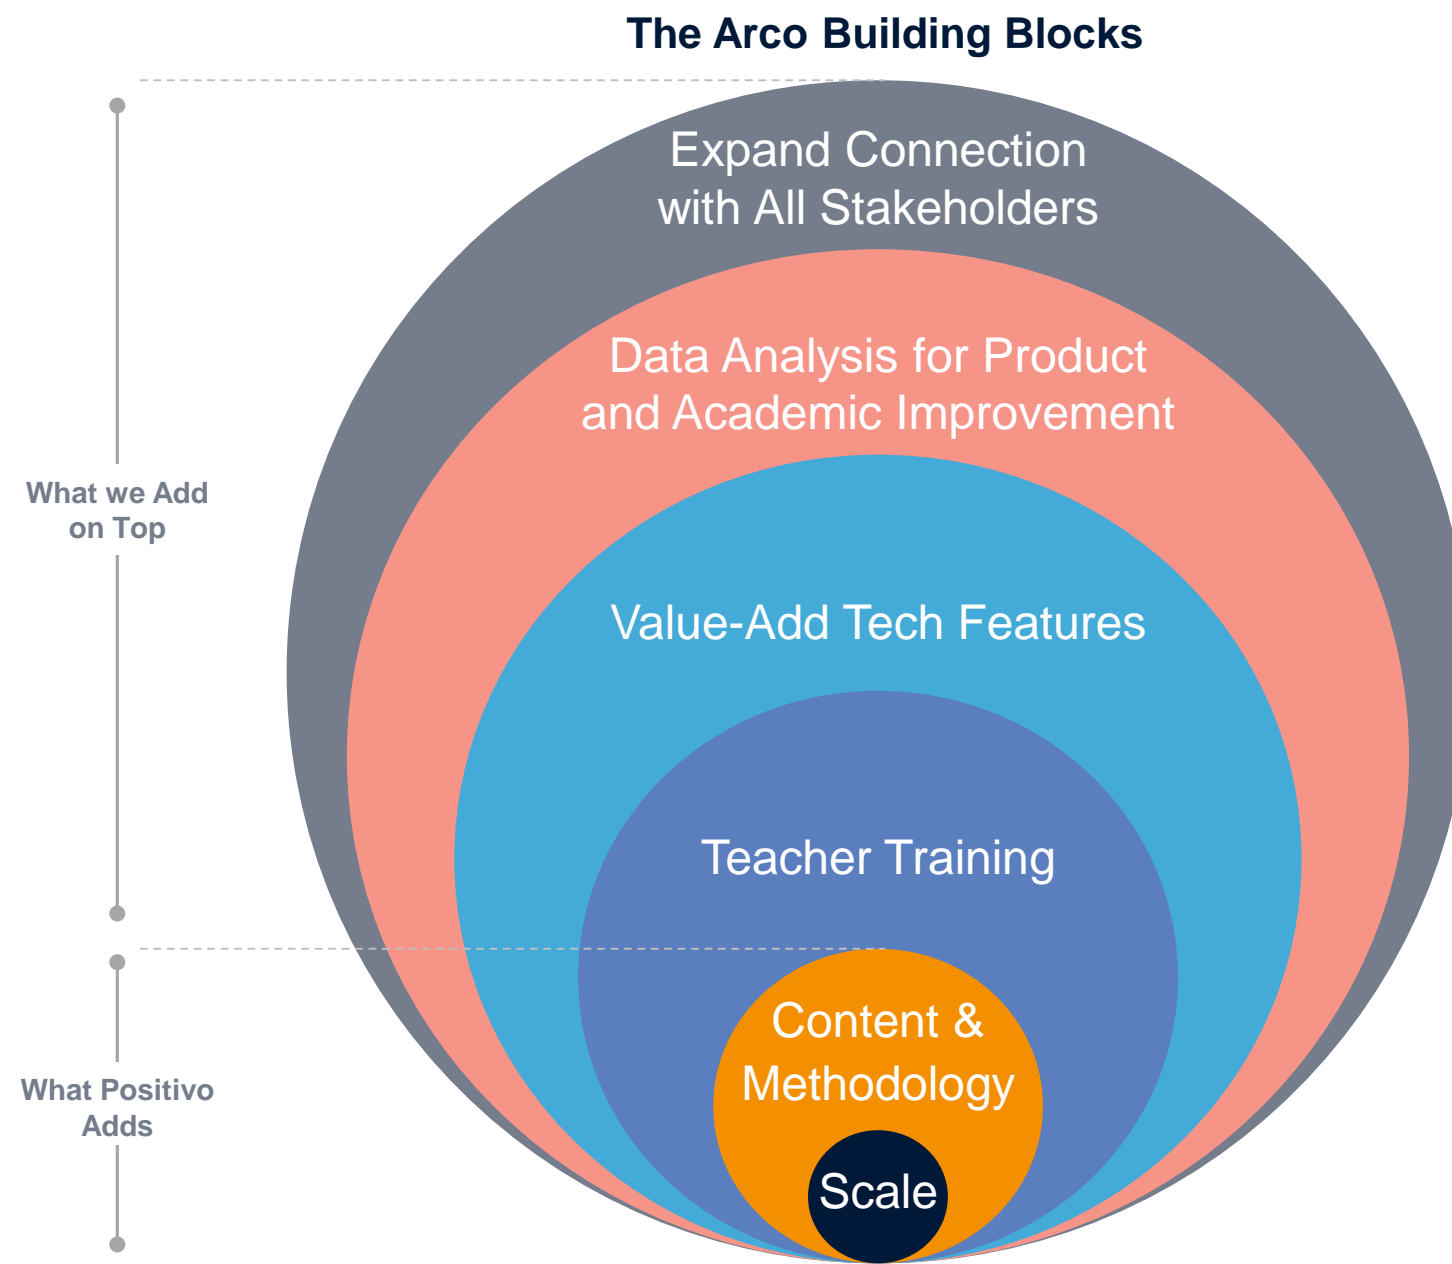 The Arco Building Blocks
Expand Connection
with All Stakeholders
Data Analysis for Product
and Academic Improvement
What we Add
on Top
Value-Add Tech Features
Teacher Training
Content &
Methodology
What Positivo
Adds
Scale